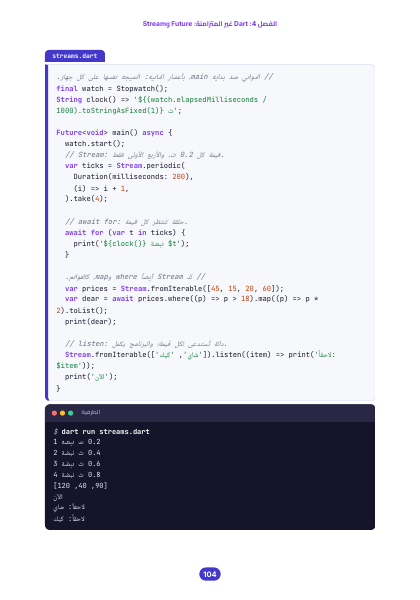 الفصل 4: Dart غير المتزامنة: Future وStream
streams.dart
// الثواني منذ بداية main، بأعشار الثانية: النتيجة نفسها على كل جهاز.
final watch = Stopwatch();
String clock() => '${(watch.elapsedMilliseconds /
1000).toStringAsFixed(1)} ث';
Future<void> main() async {
watch.start();
// Stream: قيمة كل 0.2 ث، والأربع الأولى فقط.
var ticks = Stream.periodic(
Duration(milliseconds: 200),
(i) => i + 1,
).take(4);
// await for: حلقة تنتظر كل قيمة.
await for (var t in ticks) {
print('${clock()} نبضة $t');
}
// للـ Stream أيضاً where وmap، كالقوائم.
var prices = Stream.fromIterable([45, 15, 20, 60]);
var dear = await prices.where((p) => p > 18).map((p) => p *
2).toList();
print(dear);
// listen: دالة تُستدعى لكل قيمة، والبرنامج يكمل.
Stream.fromIterable(['شاي', 'كيك']).listen((item) => print('لاحقاً:
$item'));
print('الآن');
}
الطرفية
$ dart run streams.dart
0.2 ث نبضة 1
0.4 ث نبضة 2
0.6 ث نبضة 3
0.8 ث نبضة 4
[90, 40, 120]
الآن
لاحقاً: شاي
لاحقاً: كيك
104